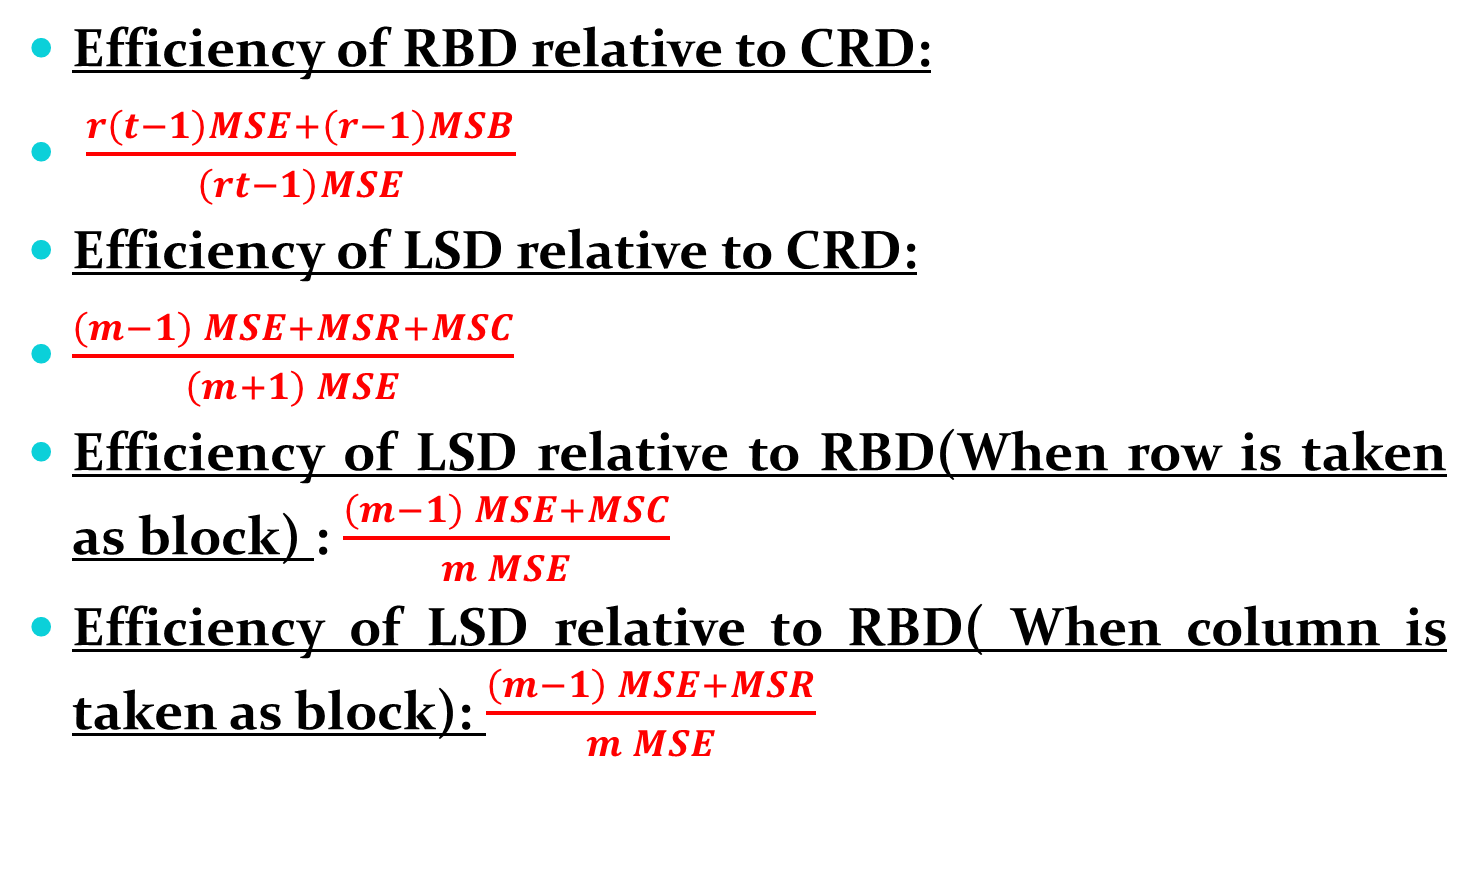 • Efficiency of RBD relative to CRD:
• r(t−1)MSE+(r−1)MSB
(rt−1)MSE
• Efficiency of LSD relative to CRD:
• (m−1) MSE+MSR+MSC
(m+1) MSE
• Efficiency of LSD relative to RBD(When row is taken
as block) : (m−1) MSE+MSC
m MSE
• Efficiency of LSD relative to RBD( When column is
taken as block): (m−1) MSE+MSR
m MSE